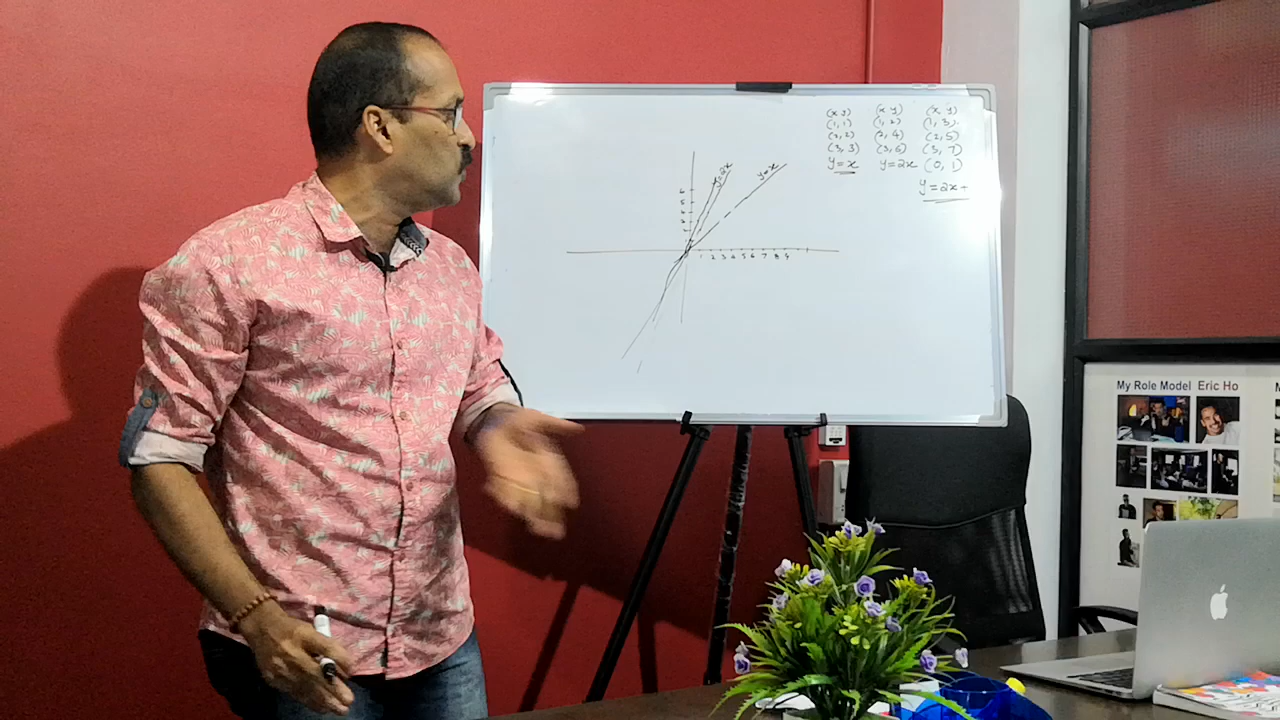 (x y)
(1, 1)
(2, 2)
(3, 3)
y = x
(x y)
(1, 2)
(2, 4)
(3, 6)
y = 2x
(x, y)
(1, 3)
(2, 5)
(3, 7)
(0, 1)
y = 2x +
y = 2x
y = x
1 2 3 4 5 6 7 8 9
My Role Model Eric Ho